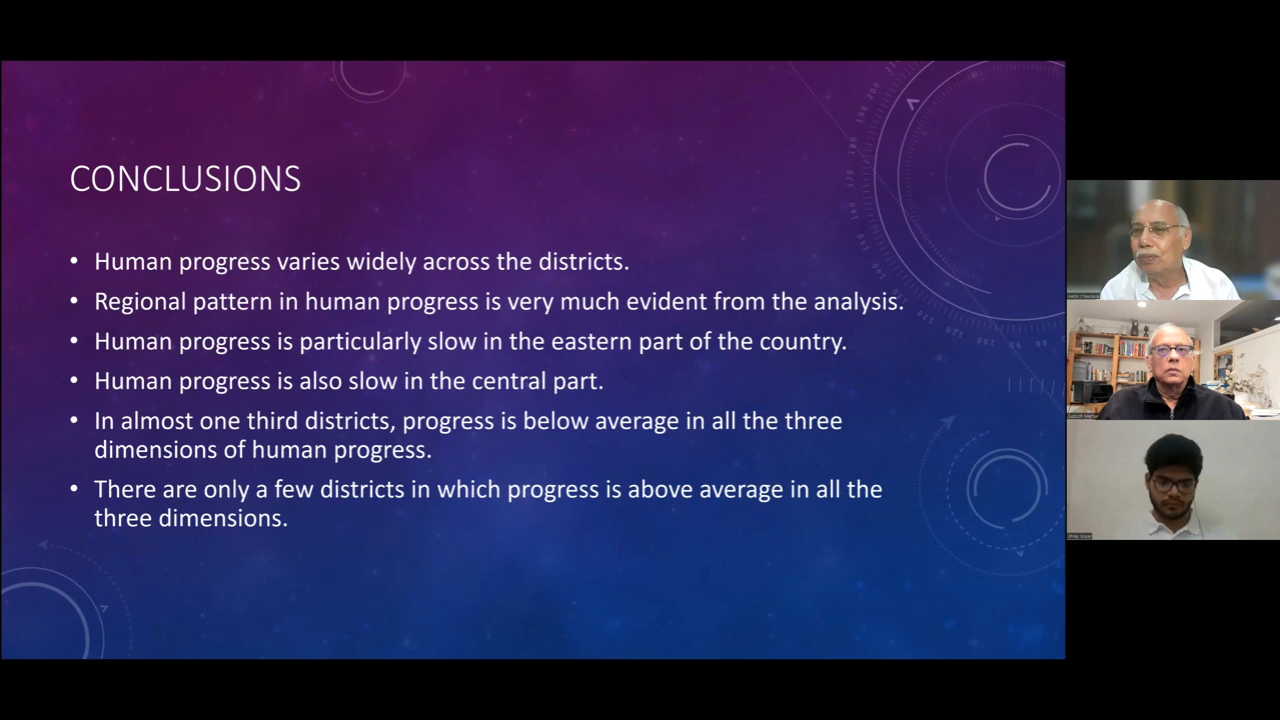 CONCLUSIONS
• Human progress varies widely across the districts.
• Regional pattern in human progress is very much evident from the analysis.
• Human progress is particularly slow in the eastern part of the country.
• Human progress is also slow in the central part.
• In almost one third districts, progress is below average in all the three
dimensions of human progress.
• There are only a few districts in which progress is above average in all the
three dimensions.